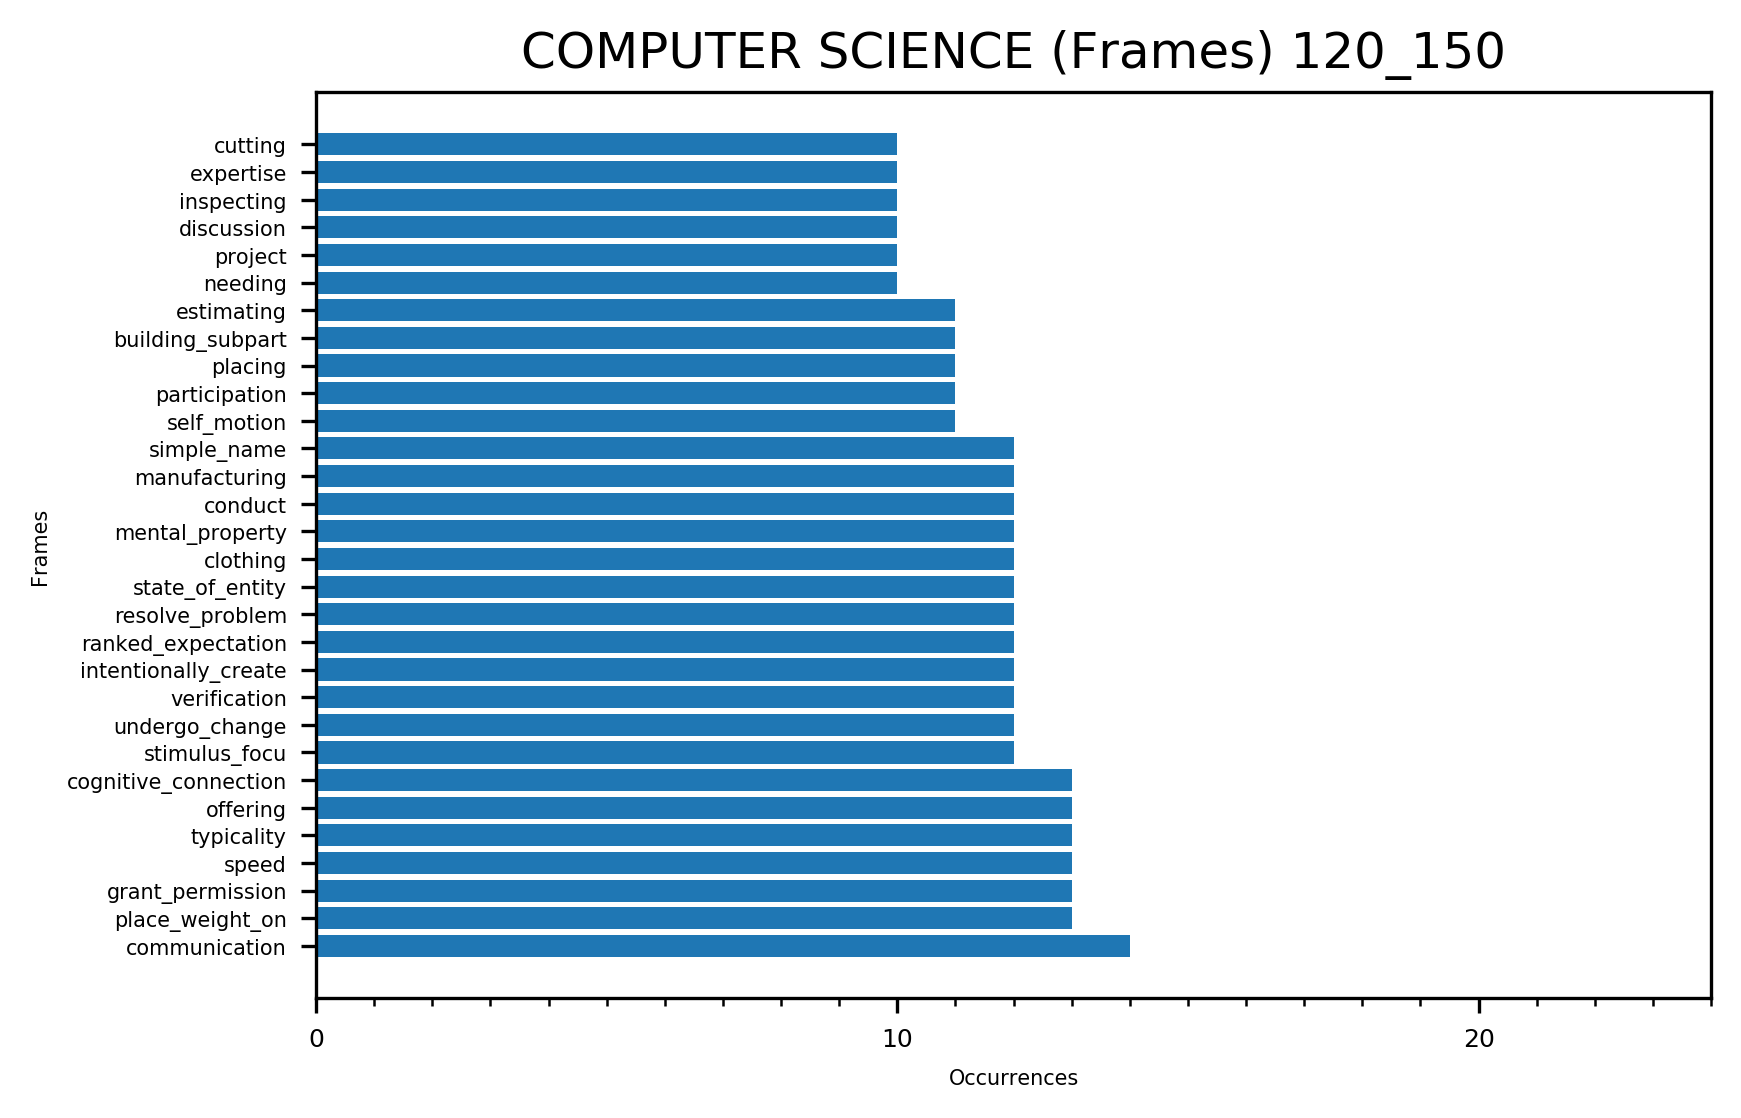 COMPUTER SCIENCE (Frames) 120_150
cutting
expertise
inspecting
discussion
project
needing
estimating
building_subpart
placing
participation
self_motion
simple_name
manufacturing
conduct
mental_property
clothing
state_of_entity
resolve_problem
ranked_expectation
intentionally_create
verification
undergo_change
stimulus_focu
cognitive_connection
offering
typicality
speed
grant_permission
place_weight_on
communication
Frames
0 10 20
Occurrences